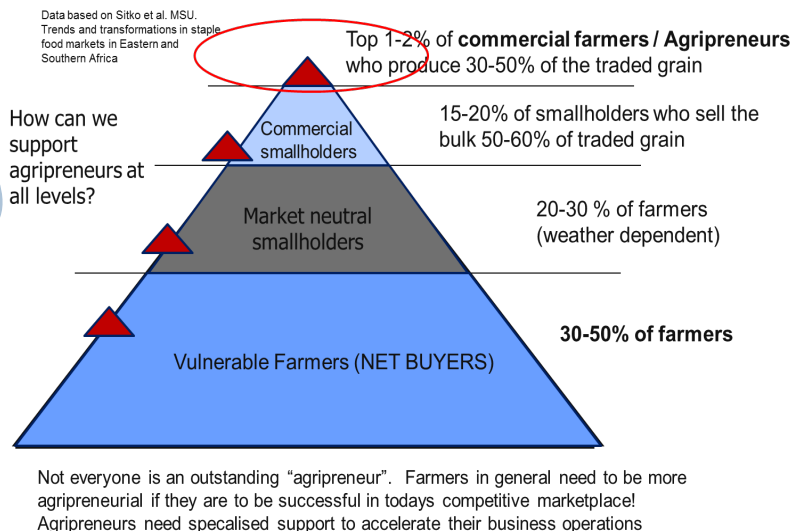 Data based on Sitko et al. MSU.
Trends and transformations in staple
food markets in Eastern and
Southern Africa
Top 1-2% of commercial farmers / Agripreneurs
who produce 30-50% of the traded grain
How can we
support
agripreneurs at
all levels?
Commercial
smallholders
15-20% of smallholders who sell the
bulk 50-60% of traded grain
Market neutral
smallholders
20-30 % of farmers
(weather dependent)
Vulnerable Farmers (NET BUYERS)
30-50% of farmers
Not everyone is an outstanding “agripreneur”. Farmers in general need to be more
agripreneurial if they are to be successful in todays competitive marketplace!
Agripreneurs need specalised support to accelerate their business operations